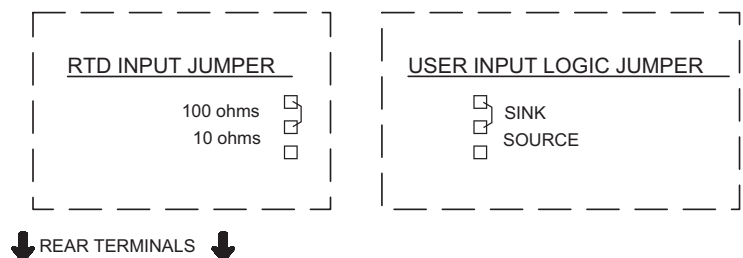 RTD INPUT JUMPER
100 ohms
10 ohms
USER INPUT LOGIC JUMPER
SINK
SOURCE
REAR TERMINALS